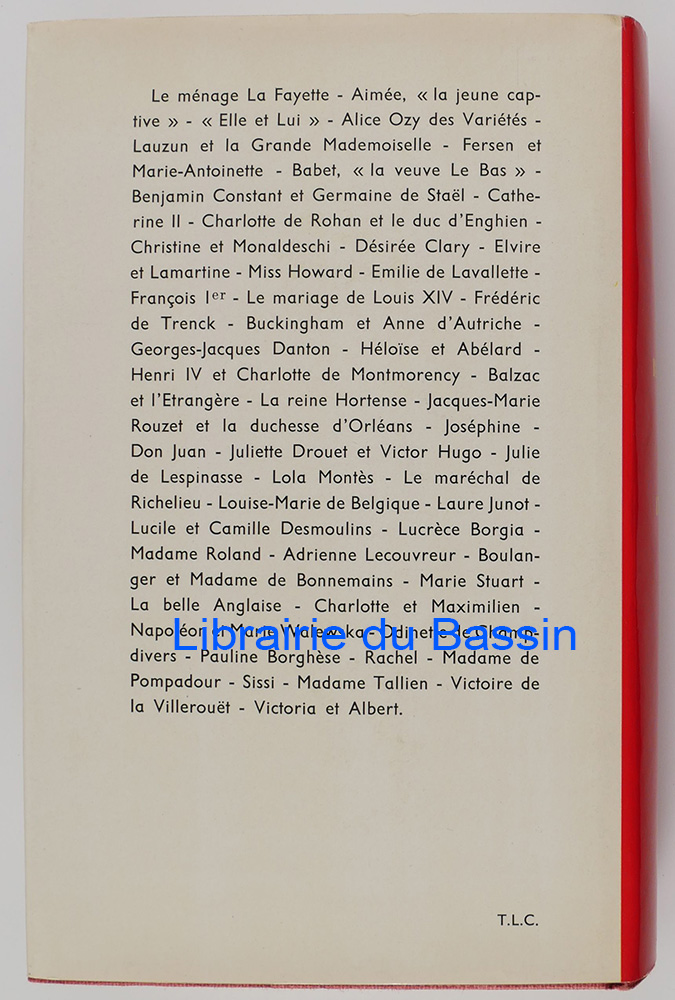 Le ménage La Fayette - Aimée, « la jeune cap-
tive » - « Elle et Lui » - Alice Ozy des Variétés -
Lauzun et la Grande Mademoiselle - Fersen et
Marie-Antoinette - Babet, « la veuve Le Bas » -
Benjamin Constant et Germaine de Staël - Cathe-
rine II - Charlotte de Rohan et le duc d'Enghien -
Christine et Monaldeschi - Désirée Clary - Elvire
et Lamartine - Miss Howard - Emilie de Lavallette -
François Ier - Le mariage de Louis XIV - Frédéric
de Trenck - Buckingham et Anne d'Autriche -
Georges-Jacques Danton - Héloïse et Abélard -
Henri IV et Charlotte de Montmorency - Balzac
et l'Etrangère - La reine Hortense - Jacques-Marie
Rouzet et la duchesse d'Orléans - Joséphine -
Don Juan - Juliette Drouet et Victor Hugo - Julie
de Lespinasse - Lola Montès - Le maréchal de
Richelieu - Louise-Marie de Belgique - Laure Junot -
Lucile et Camille Desmoulins - Lucrèce Borgia -
Madame Roland - Adrienne Lecouvreur - Boulan-
ger et Madame de Bonnemains - Marie Stuart -
La belle Anglaise - Charlotte et Maximilien -
Napoléon et Marie Walewska - Odinette de Champ-
divers - Pauline Borghèse - Rachel - Madame de
Pompadour - Sissi - Madame Tallien - Victoire de
la Villerouët - Victoria et Albert.
Librairie du Bassin
T.L.C.